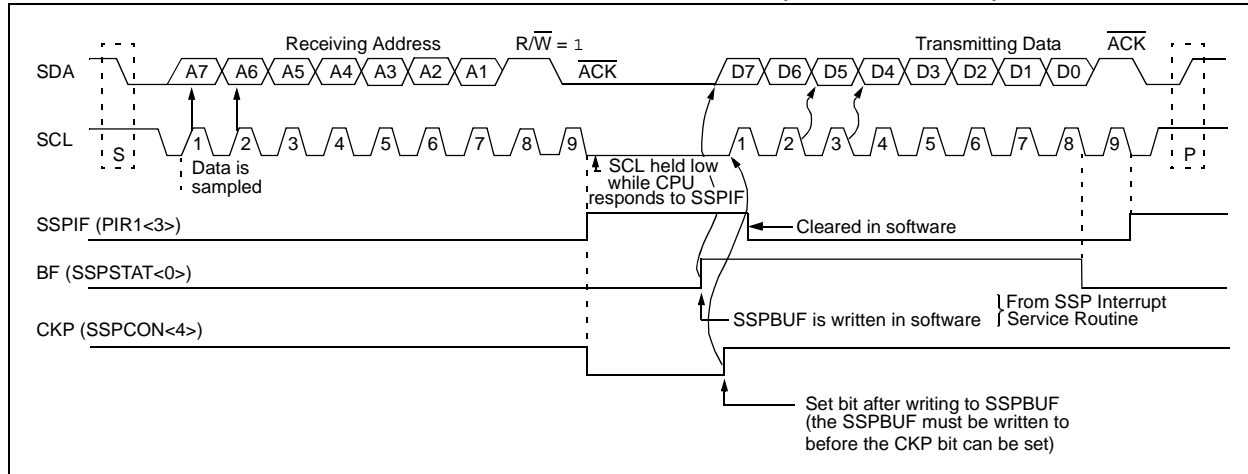 Receiving Address R/W = 1 Transmitting Data ACK
SDA A7 A6 A5 A4 A3 A2 A1 ACK D7 D6 D5 D4 D3 D2 D1 D0
SCL S 1 2 3 4 5 6 7 8 9 1 2 3 4 5 6 7 8 9 P
Data is
sampled
SCL held low
while CPU
responds to SSPIF
SSPIF (PIR1<3>)
Cleared in software
BF (SSPSTAT<0>)
SSPBUF is written in software
From SSP Interrupt
Service Routine
CKP (SSPCON<4>)
Set bit after writing to SSPBUF
(the SSPBUF must be written to
before the CKP bit can be set)